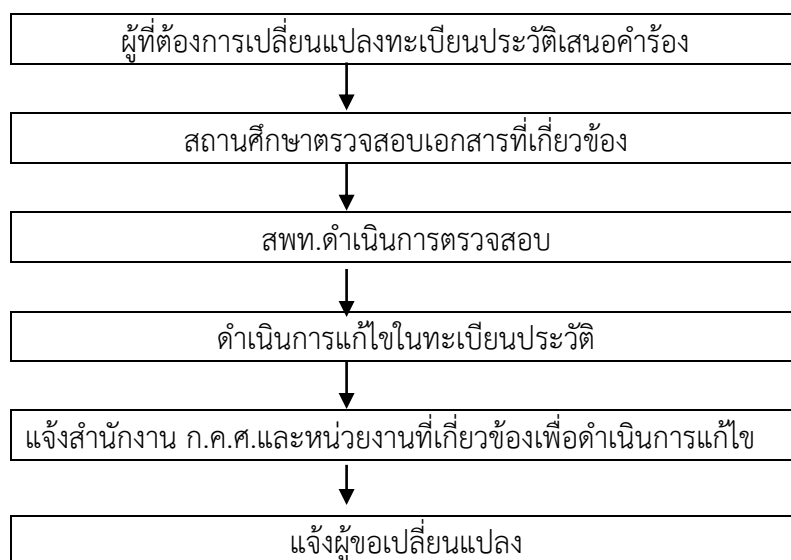 ผู้ที่ต้องการเปลี่ยนแปลงทะเบียนประวัติเสนอคำร้อง
สถานศึกษาตรวจสอบเอกสารที่เกี่ยวข้อง
สพท.ดำเนินการตรวจสอบ
ดำเนินการแก้ไขในทะเบียนประวัติ
แจ้งสำนักงาน ก.ค.ศ.และหน่วยงานที่เกี่ยวข้องเพื่อดำเนินการแก้ไข
แจ้งผู้ขอเปลี่ยนแปลง